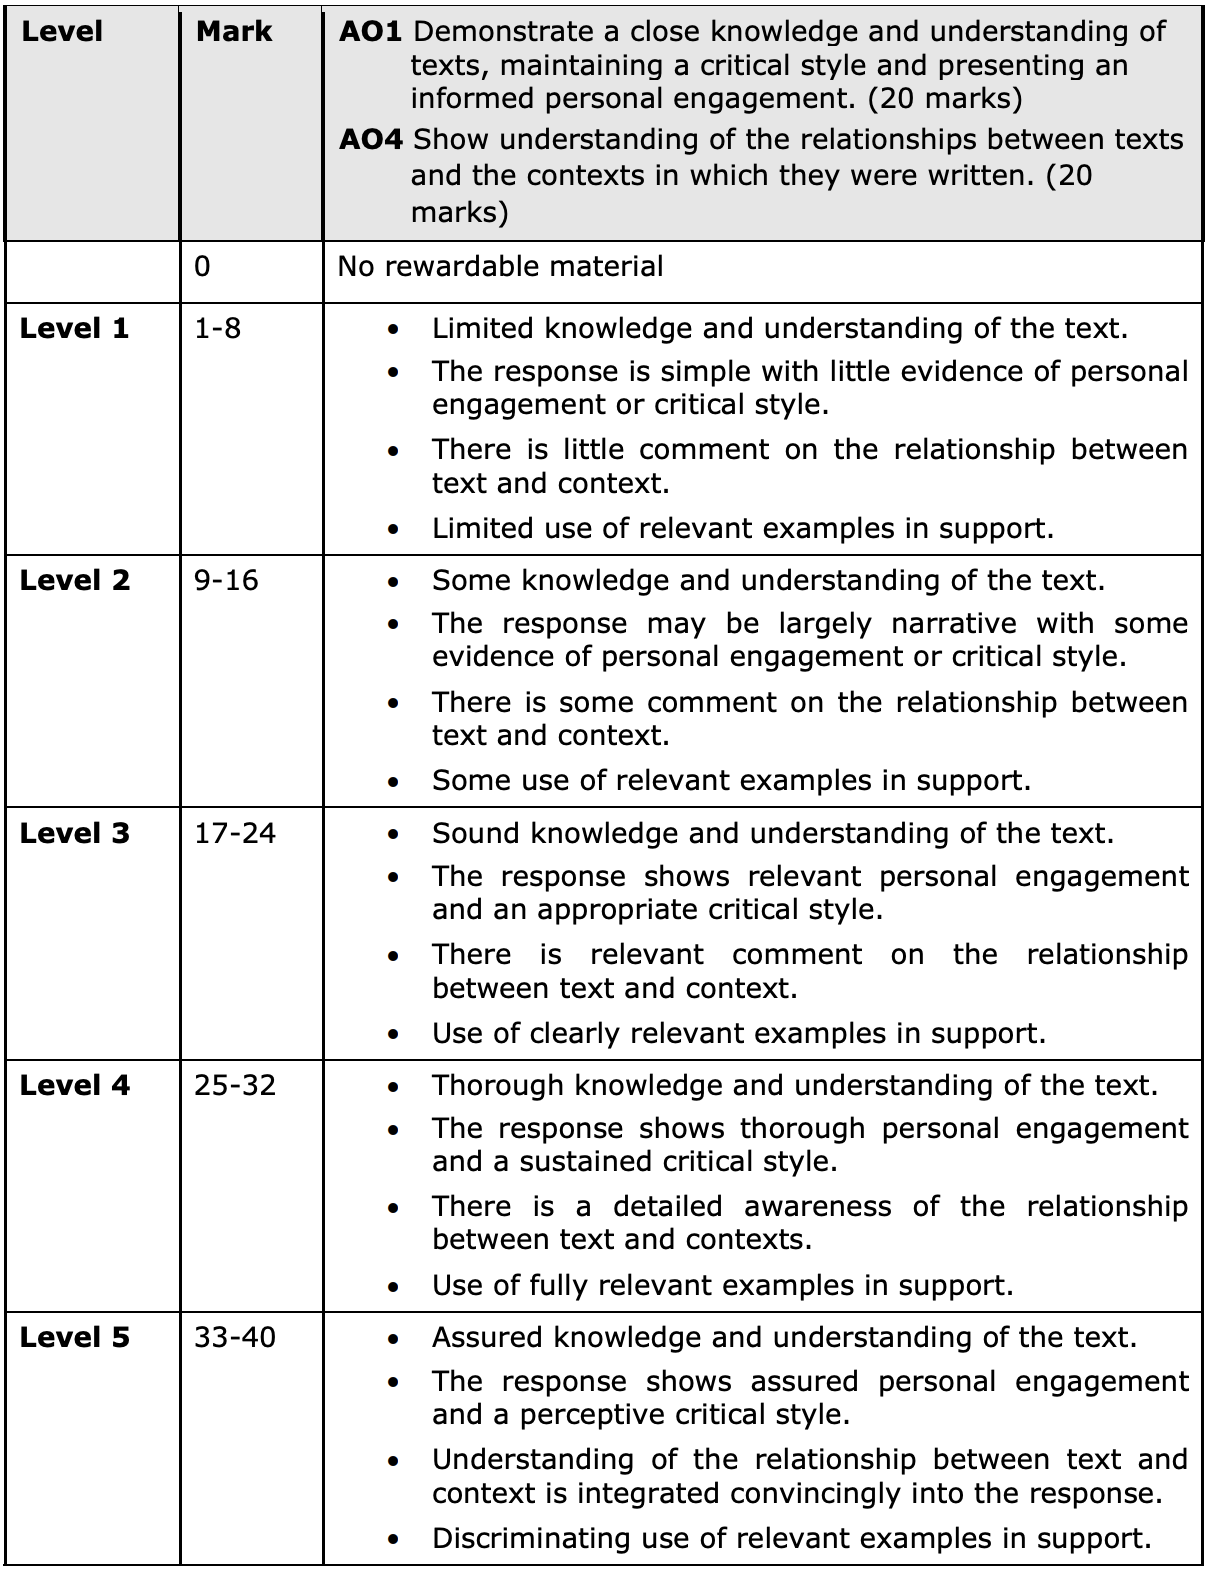 Level Mark AO1 Demonstrate a close knowledge and understanding of
texts, maintaining a critical style and presenting an
informed personal engagement. (20 marks)
AO4 Show understanding of the relationships between texts
and the contexts in which they were written. (20
marks)
0 No rewardable material
Level 1 1-8 • Limited knowledge and understanding of the text.
• The response is simple with little evidence of personal
engagement or critical style.
• There is little comment on the relationship between
text and context.
• Limited use of relevant examples in support.
Level 2 9-16 • Some knowledge and understanding of the text.
• The response may be largely narrative with some
evidence of personal engagement or critical style.
• There is some comment on the relationship between
text and context.
• Some use of relevant examples in support.
Level 3 17-24 • Sound knowledge and understanding of the text.
• The response shows relevant personal engagement
and an appropriate critical style.
• There is relevant comment on the relationship
between text and context.
• Use of clearly relevant examples in support.
Level 4 25-32 • Thorough knowledge and understanding of the text.
• The response shows thorough personal engagement
and a sustained critical style.
• There is a detailed awareness of the relationship
between text and contexts.
• Use of fully relevant examples in support.
Level 5 33-40 • Assured knowledge and understanding of the text.
• The response shows assured personal engagement
and a perceptive critical style.
• Understanding of the relationship between text and
context is integrated convincingly into the response.
• Discriminating use of relevant examples in support.